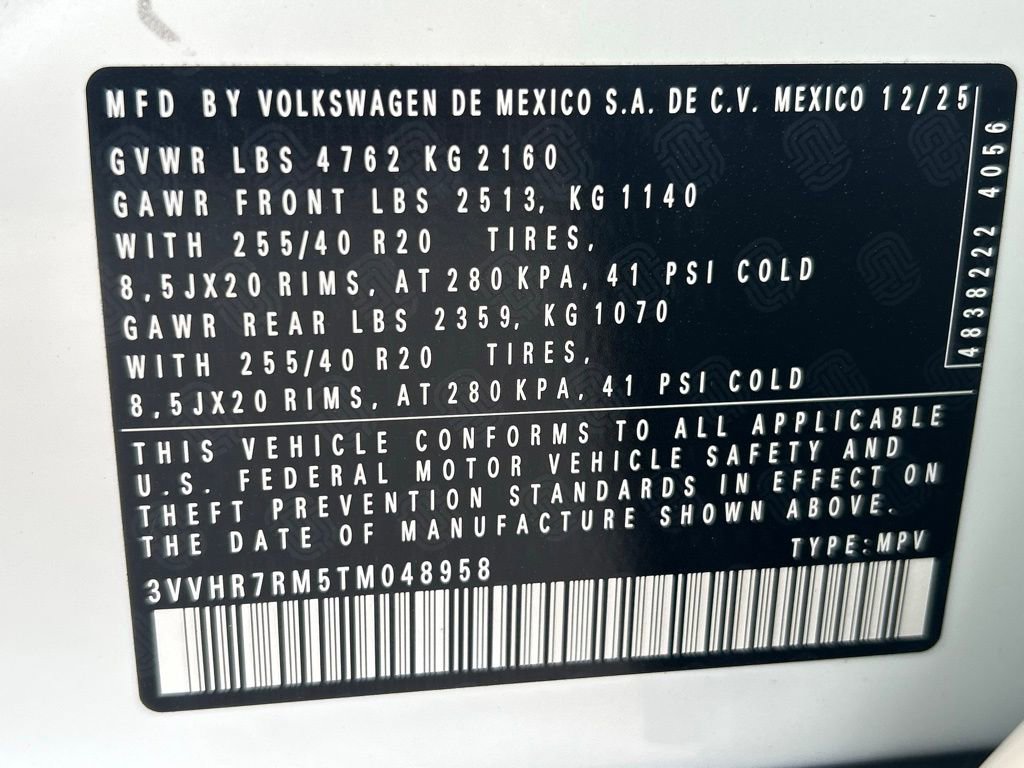 MFD BY VOLKSWAGEN DE MEXICO S.A. DE C.V. MEXICO 12/25
GVWR LBS 4762 KG 2160
GAWR FRONT LBS 2513, KG 1140
WITH 255/40 R20 TIRES,
8,5JX20 RIMS, AT 280 KPA, 41 PSI COLD
GAWR REAR LBS 2359, KG 1070
WITH 255/40 R20 TIRES,
8,5JX20 RIMS, AT 280 KPA, 41 PSI COLD
4838222 4056
THIS VEHICLE CONFORMS TO ALL APPLICABLE
U.S. FEDERAL MOTOR VEHICLE SAFETY AND
THEFT PREVENTION STANDARDS IN EFFECT ON
THE DATE OF MANUFACTURE SHOWN ABOVE.
TYPE:MPV
3VVHR7RM5TM048958